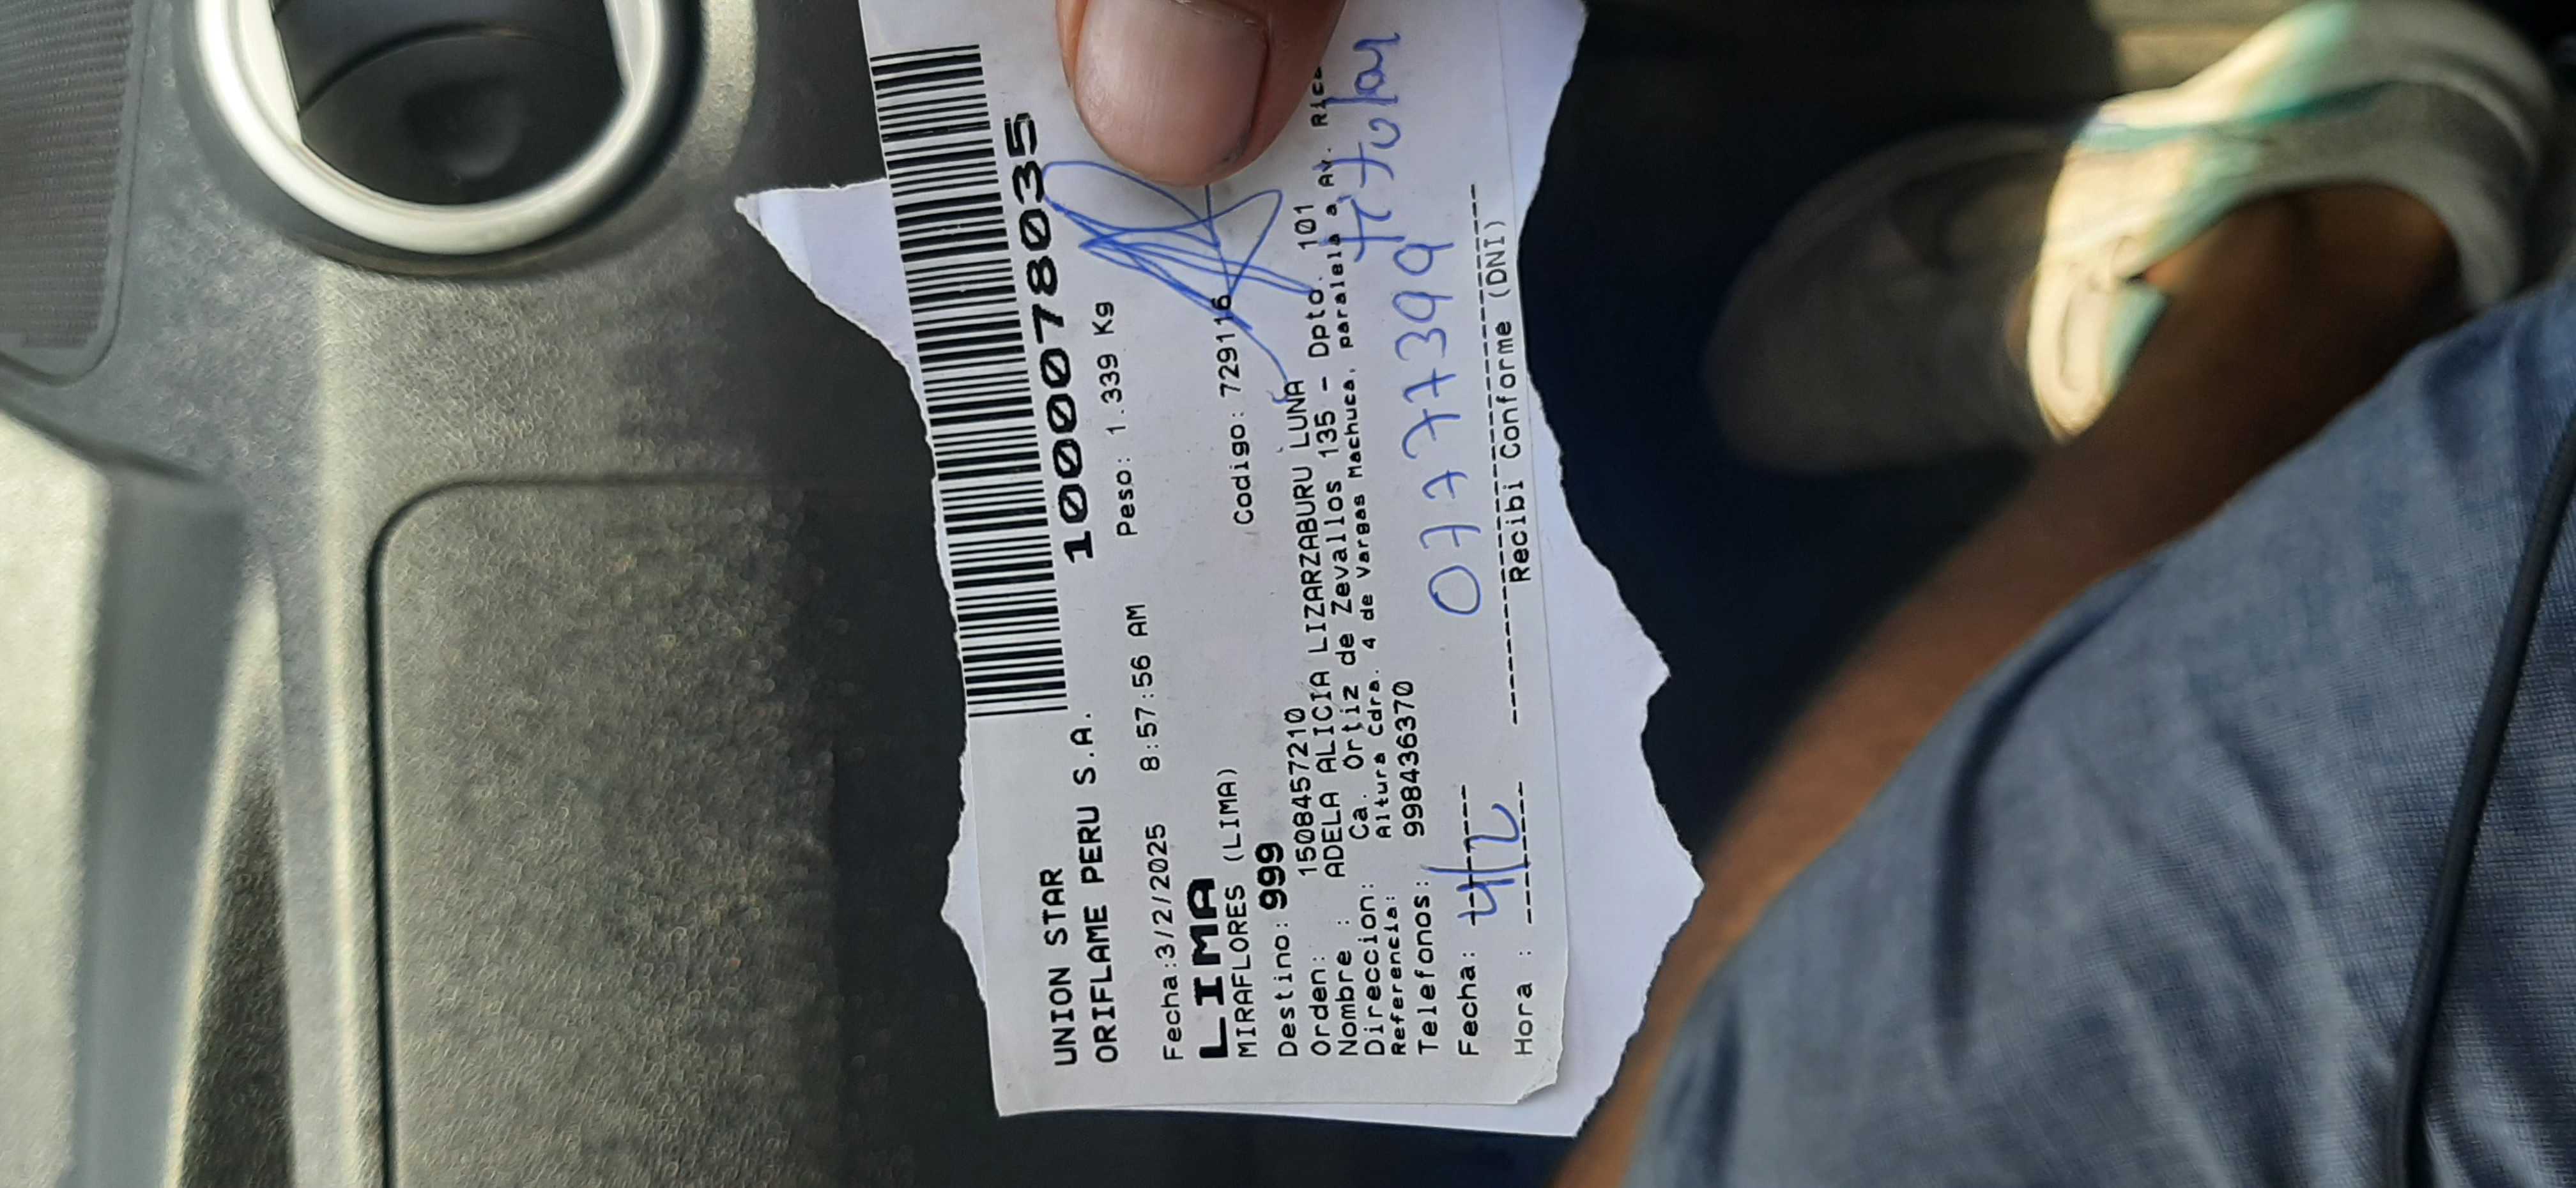 1000078035
UNION STAR
ORIFLAME PERU S.A.
Fecha:3/2/2025 8:57:56 AM Peso: 1.339 Kg
LIMA
MIRAFLORES (LIMA) Codigo: 729116
Destino: 999
Orden: 15084457210
Nombre : ADELA ALICIA LIZARZABURU LUNA
Direccion: Ca. Ortiz de Zevallos 135 - Dpto. 101
Referencia: Altura Cdra. 4 de Vargas Machuca, paralela a Av.
Telefonos: 998436370
titular
Fecha: 4/2 07777399
Hora : Recibi Conforme (DNI)